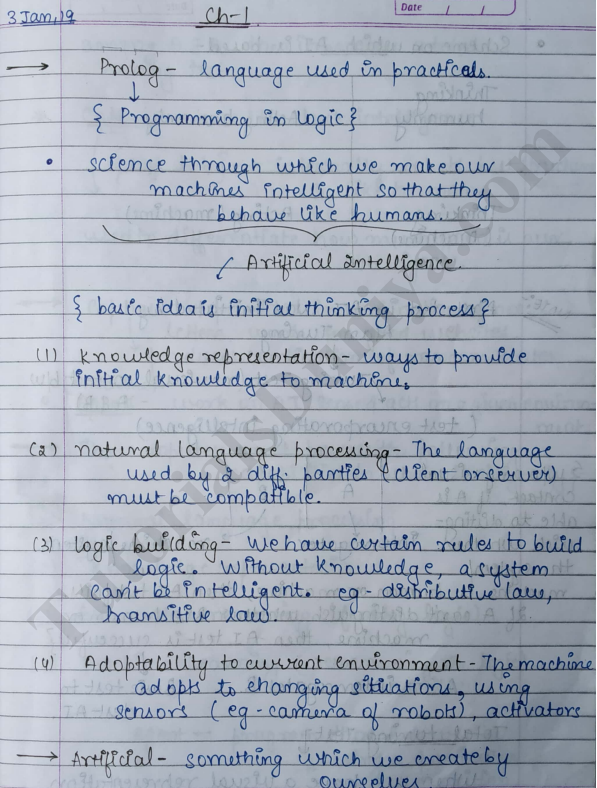 Date / /
3 Jan, 19 Ch-1
→ Prolog - language used in practicals.
↓
{ Programming in logic }
• science through which we make our
machines intelligent so that they
behave like humans.
Artificial Intelligence.
{ basic idea is initial thinking process }
(1) knowledge representation - ways to provide
initial knowledge to machine.
(2) natural language processing - The language
used by 2 diff. parties (client or server)
must be compatible.
(3) logic building - We have certain rules to build
logic. Without knowledge, a system
can't be intelligent. eg - distributive law,
transitive law.
(4) Adoptability to current environment - The machine
adopts to changing situations, using
sensors (eg - camera of robots), activators
→ Artificial - something which we create by
ourselves.
TutorialsDuniya.com